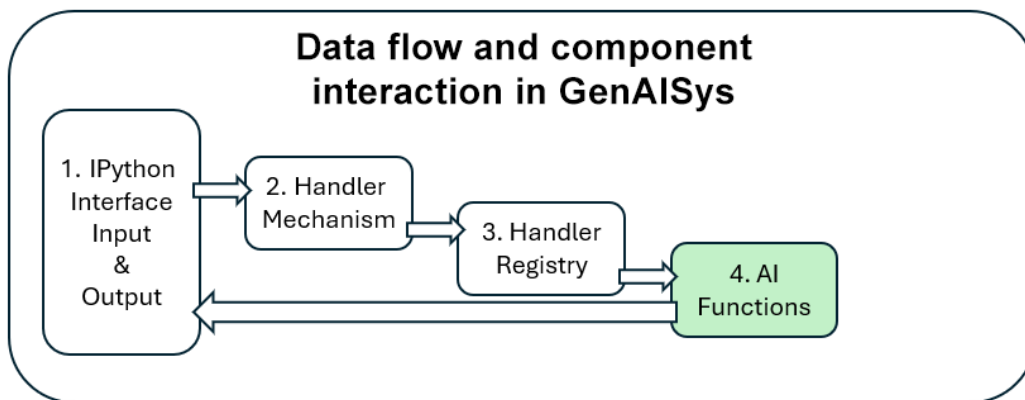 Data flow and component
interaction in GenAISys
1. IPython
Interface
Input
&
Output
2. Handler
Mechanism
3. Handler
Registry
4. AI
Functions